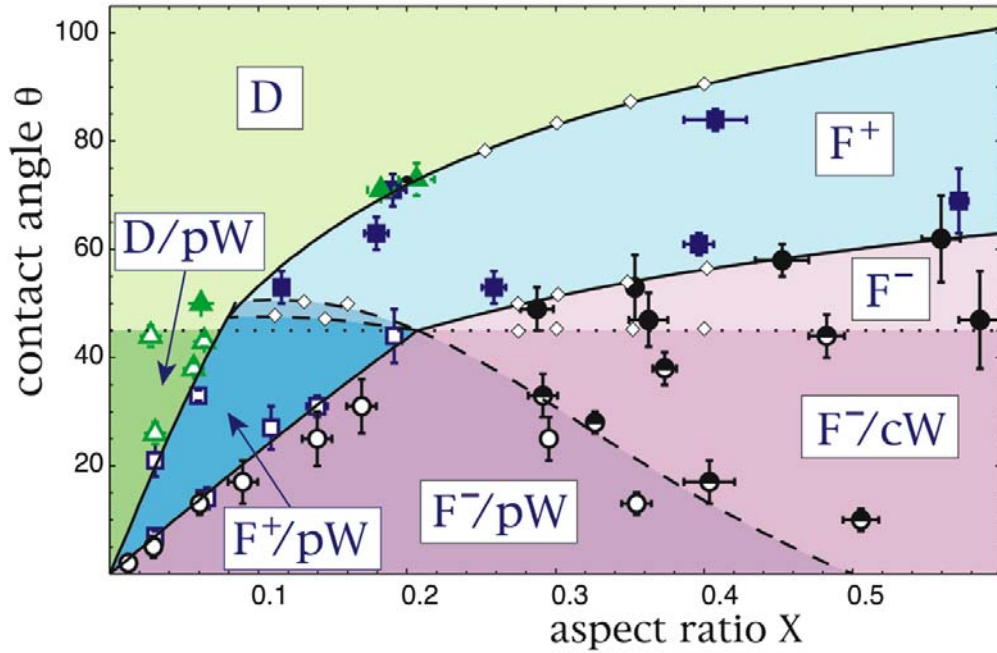 100
80
60
40
20
contact angle θ
D
F⁺
D/pW
F⁻
F⁻/cW
F⁺/pW
F⁻/pW
0.1
0.2
0.3
0.4
0.5
aspect ratio X